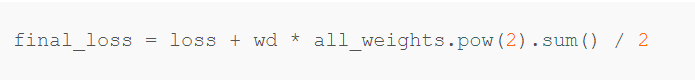 final_loss = loss + wd * all_weights.pow(2).sum() / 2